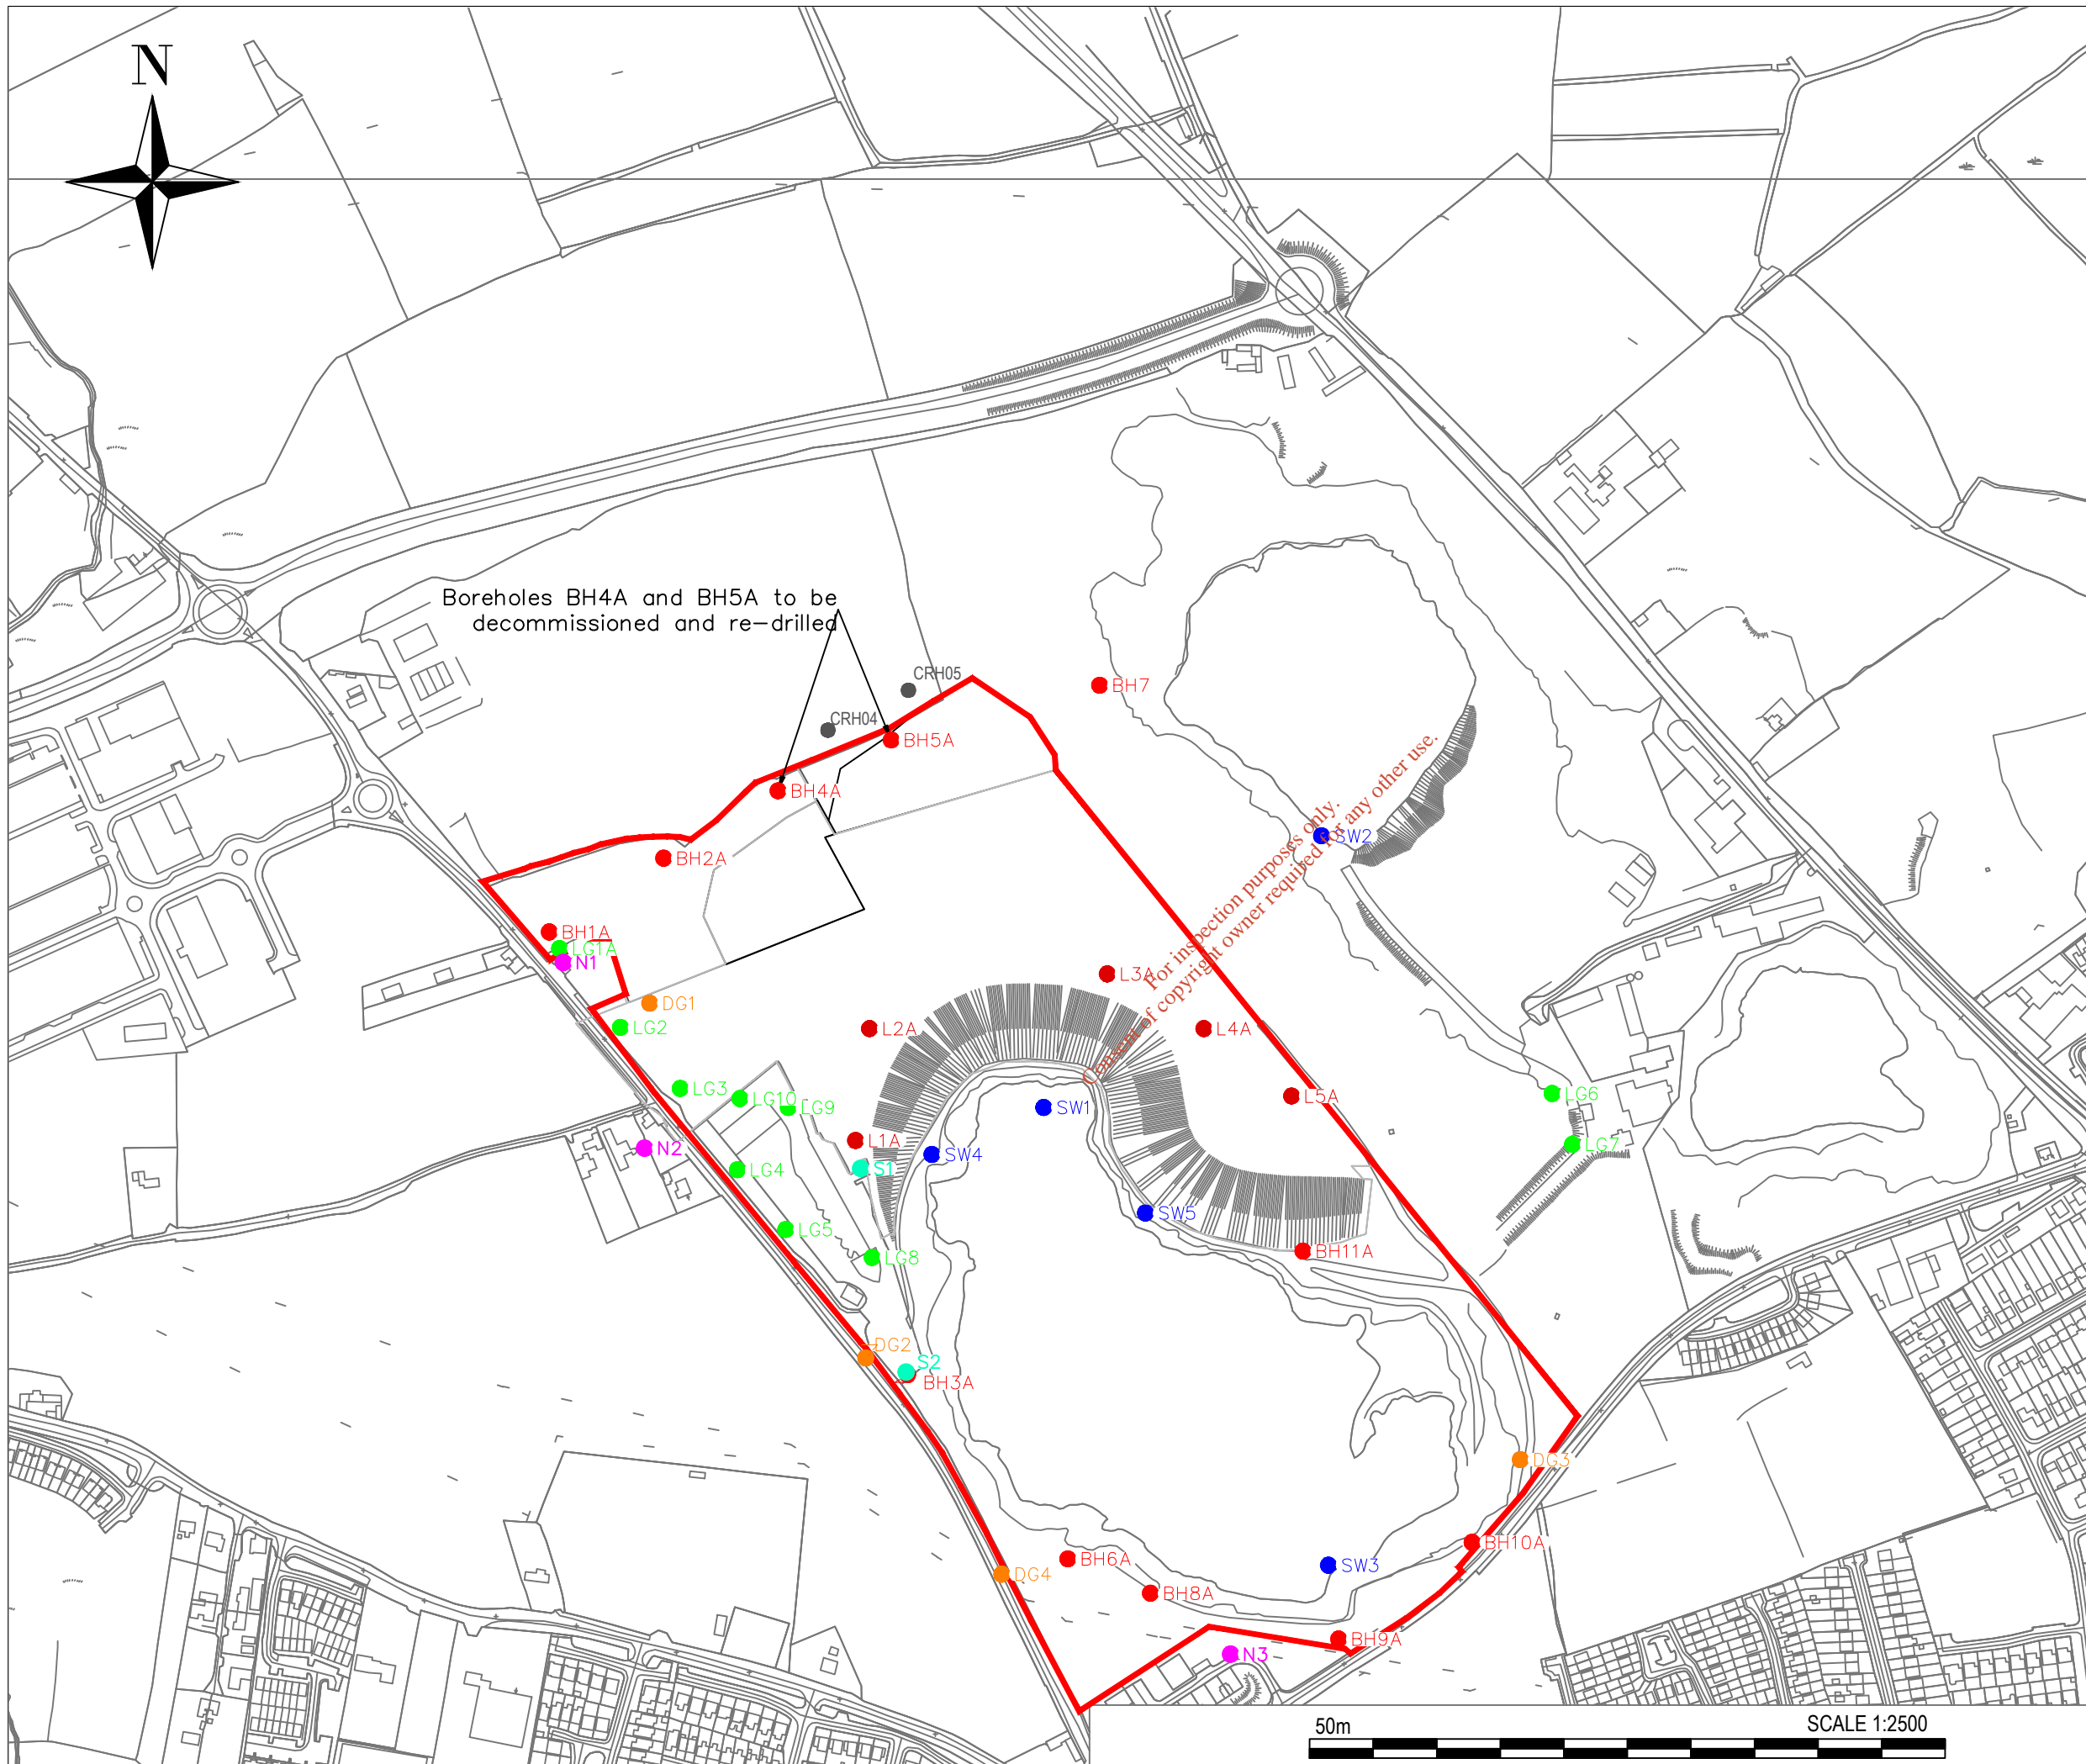 N
Boreholes BH4A and BH5A to be
decommissioned and re-drilled
CRH05
BH7
CRH04
BH5A
BH4A
SW2
BH2A
BH1A
LG1A
N1
L3A
DG1
LG2
L2A
L4A
LG3
LG10
LG9
SW1
L5A
LG6
L1A
N2
SW4
LG7
S1
LG4
SW5
LG5
BH11A
LG8
DG2
S2
BH3A
DG3
BH10A
BH6A
SW3
DG4
BH8A
BH9A
N3
For inspection purposes only.
Consent of copyright owner required for any other use.
50m
SCALE 1:2500